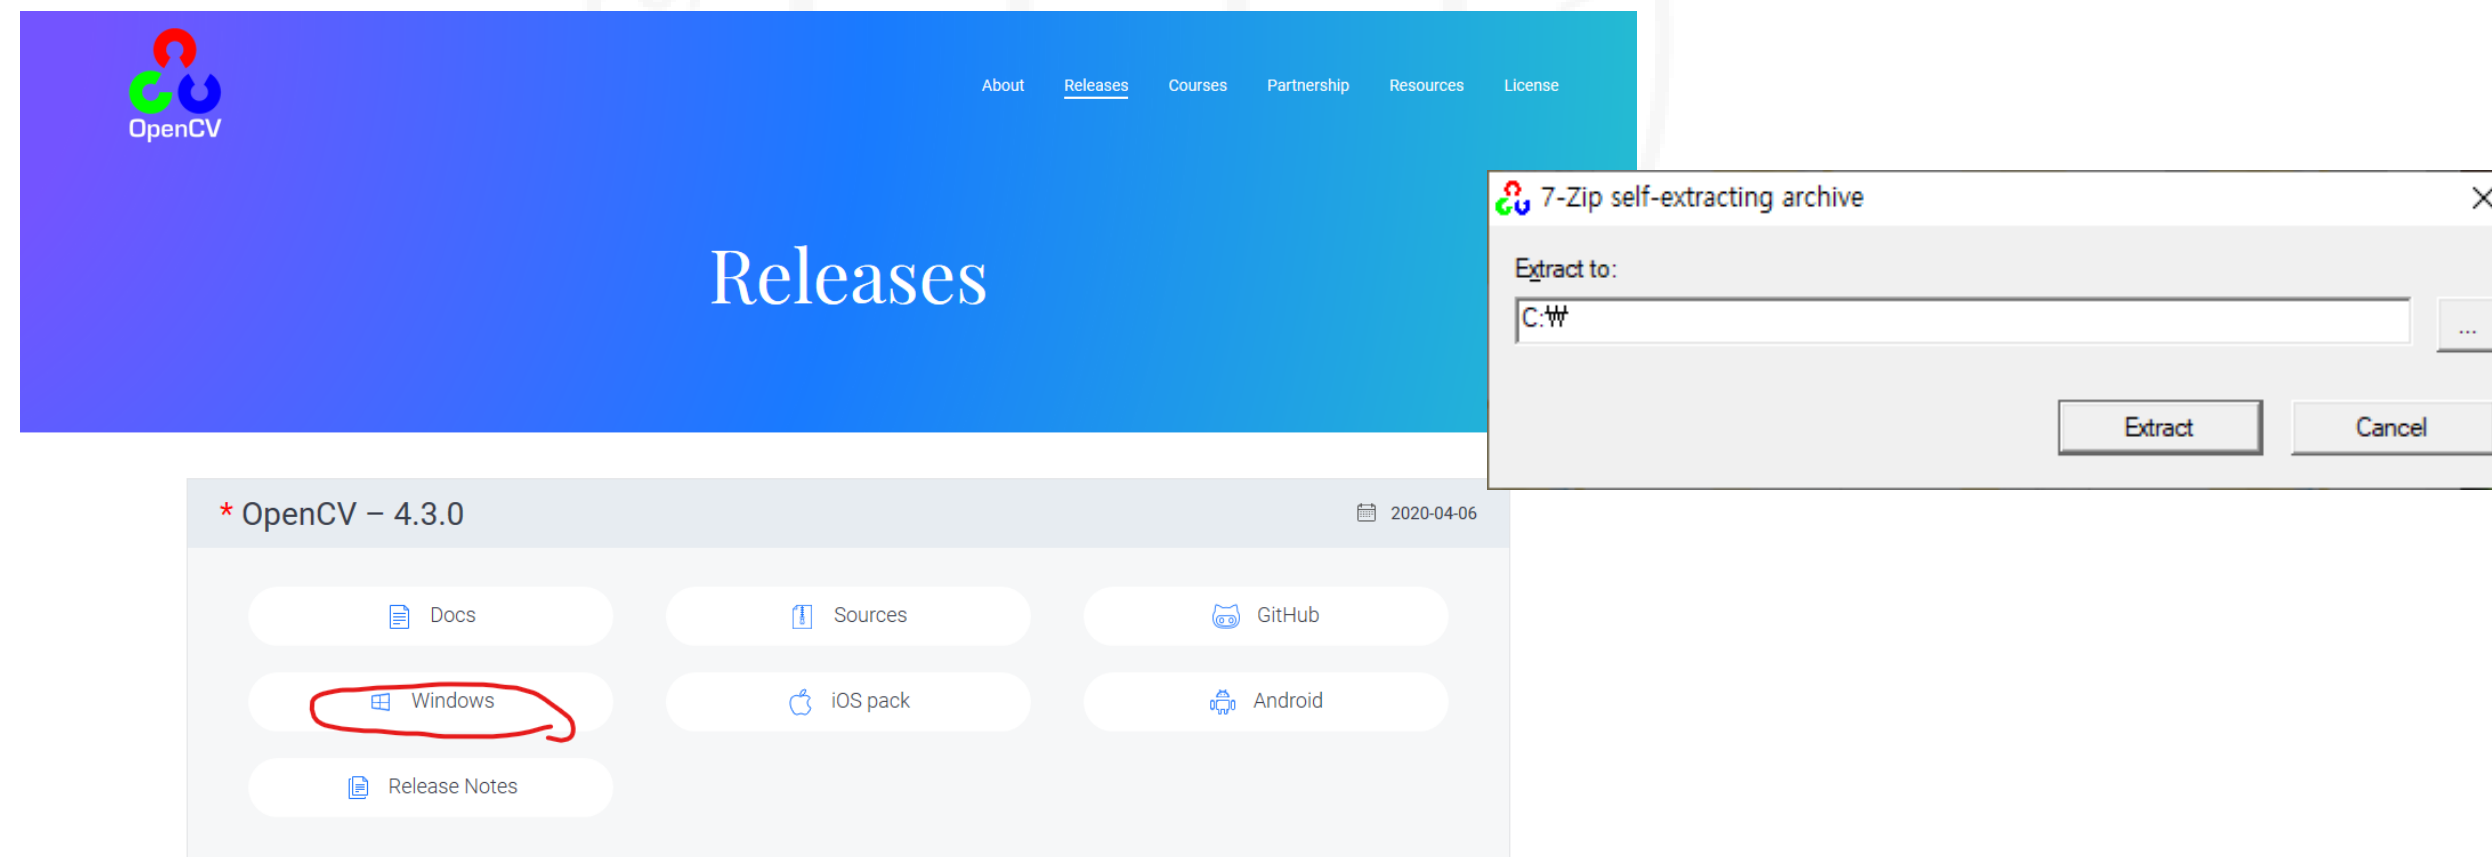 OpenCV
About Releases Courses Partnership Resources License
Releases
7-Zip self-extracting archive
Extract to:
C:₩
...
Extract Cancel
* OpenCV – 4.3.0 2020-04-06
Docs Sources GitHub
Windows iOS pack Android
Release Notes